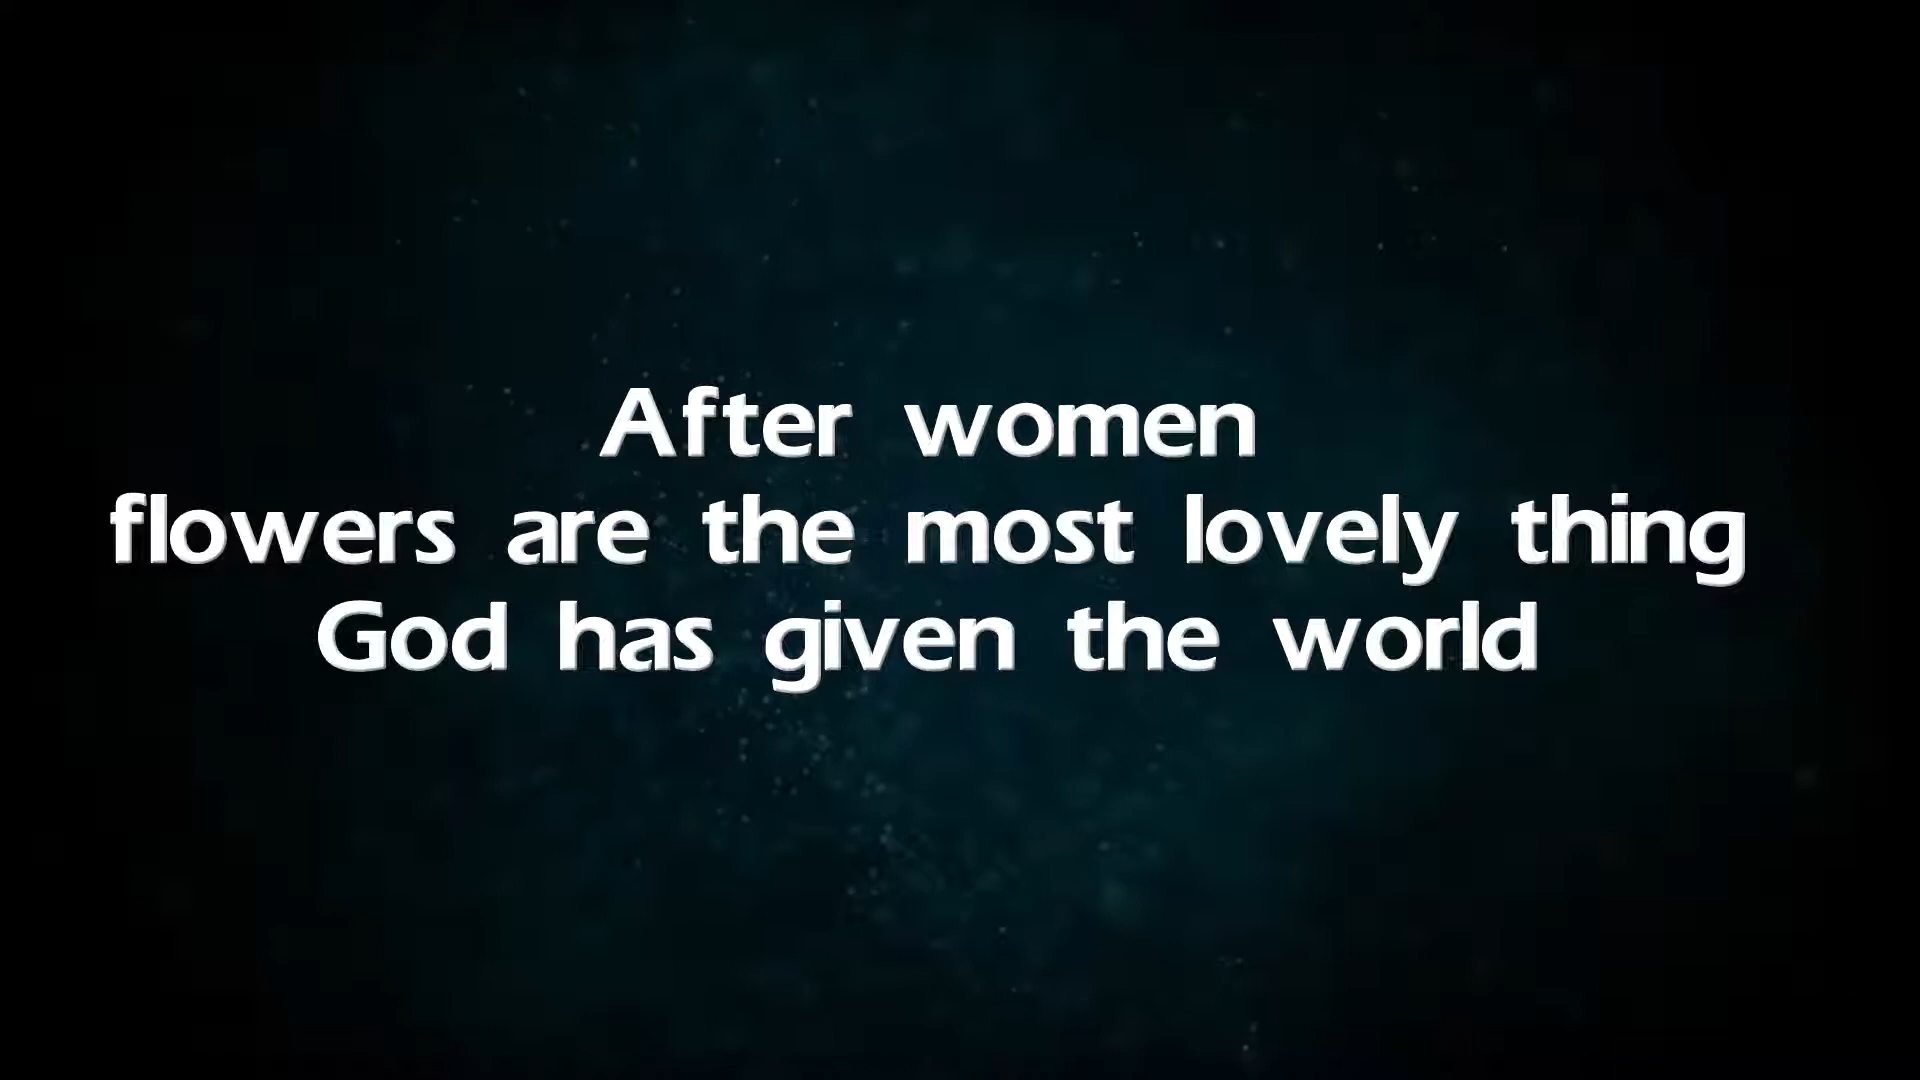 After women
flowers are the most lovely thing
God has given the world